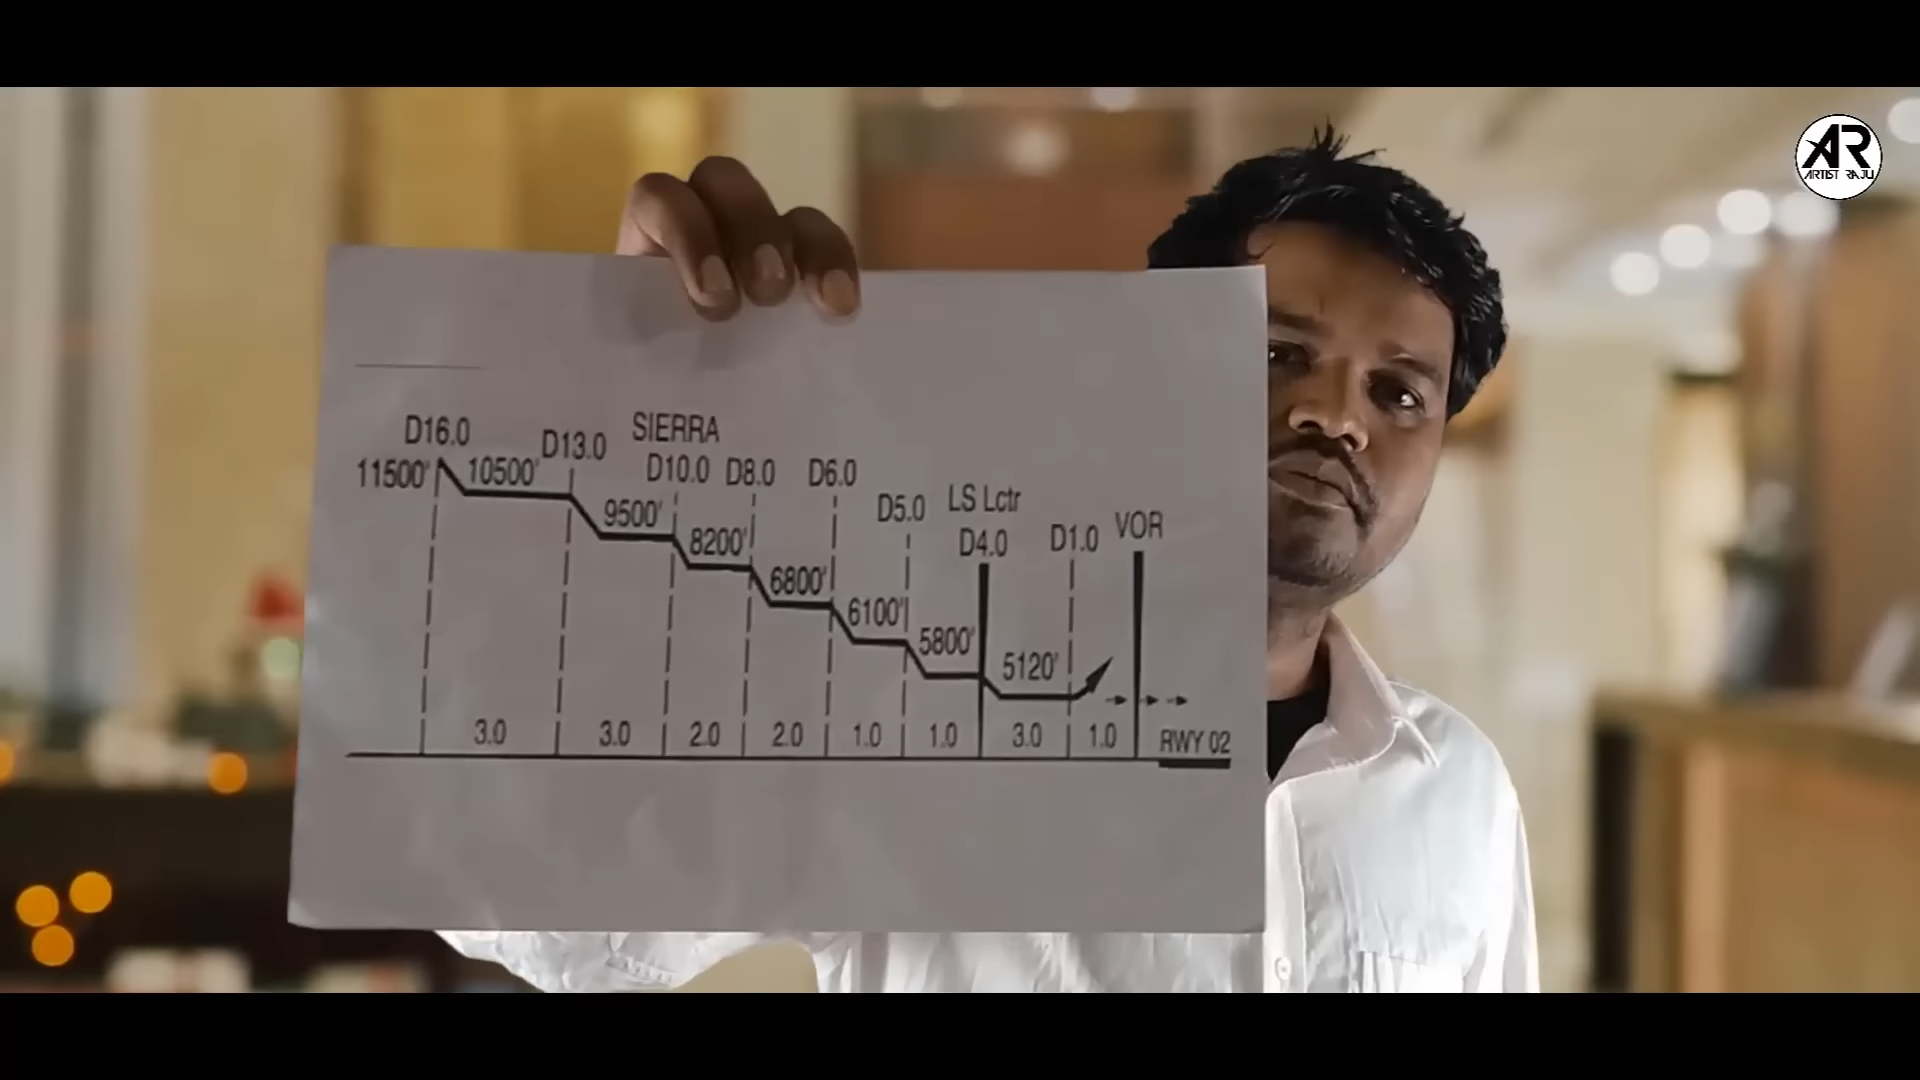 AR
ARTIST RAJU
SIERRA
D16.0 D13.0 D10.0 D8.0 D6.0 D5.0 LS Lctr
D4.0 D1.0 VOR
11500' 10500' 9500' 8200' 6800' 6100' 5800' 5120'
3.0 3.0 2.0 2.0 1.0 1.0 3.0 1.0 RWY 02